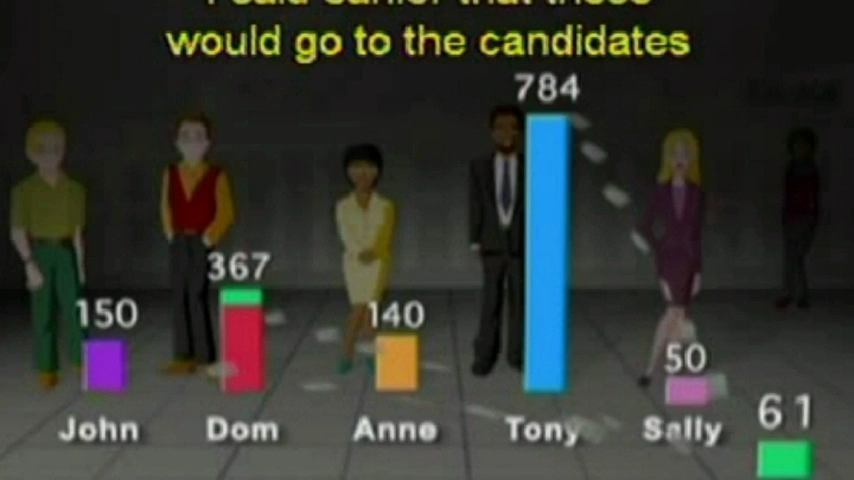 would go to the candidates
784
367
150
140
50
61
John
Dom
Anne
Tony
Sally